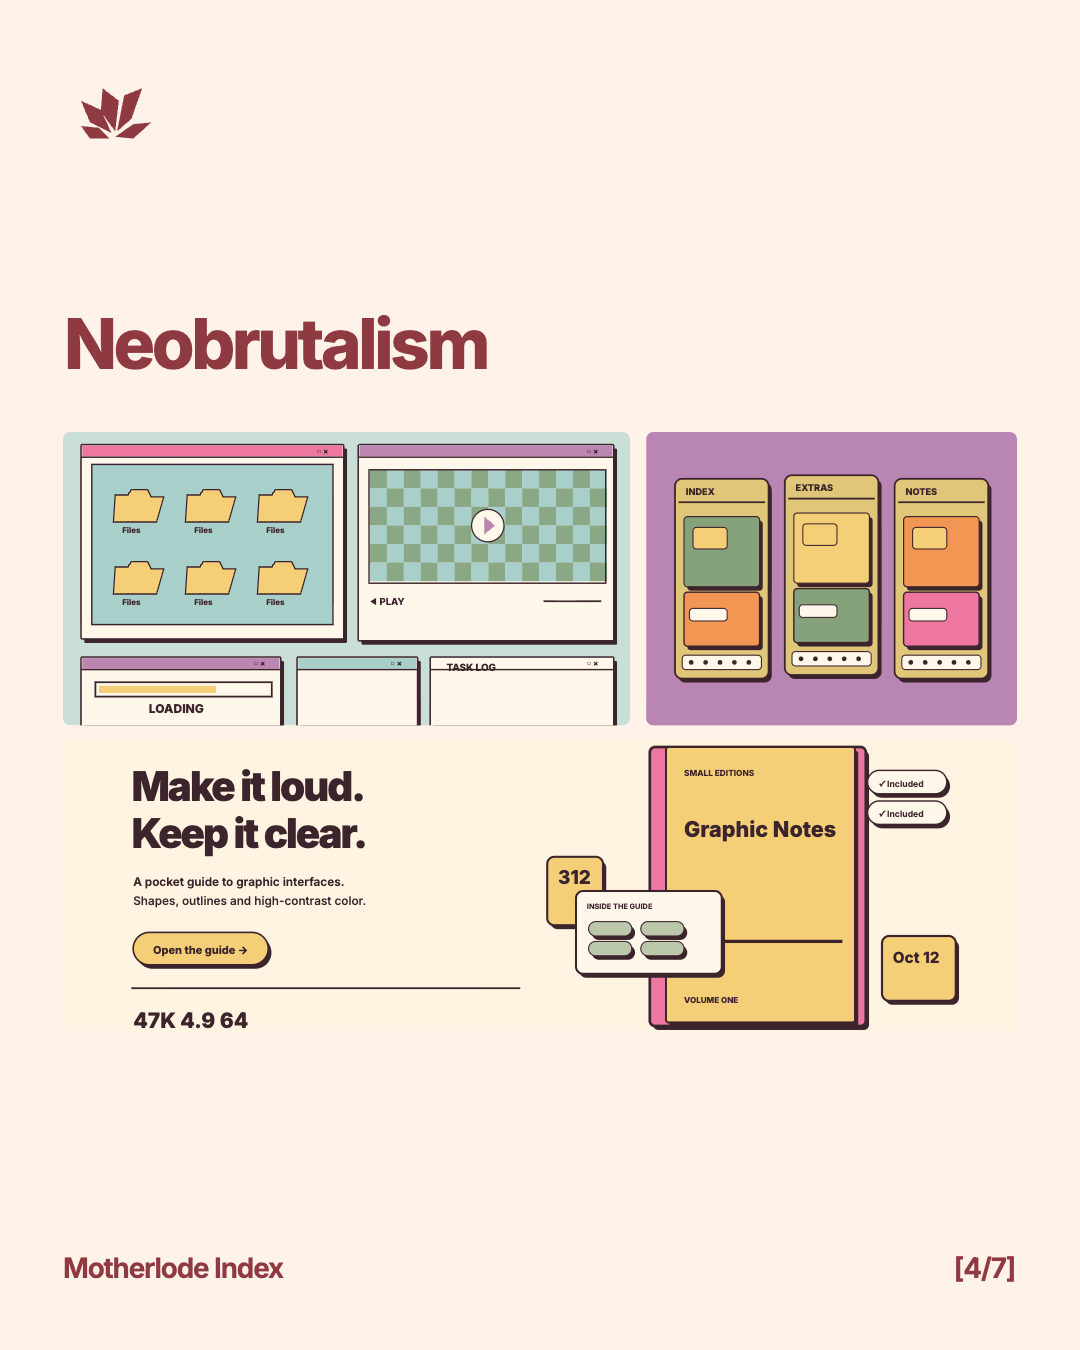 Neobrutalism
Files
Files
Files
Files
Files
Files
◀ PLAY
LOADING
TASK LOG
INDEX
EXTRAS
NOTES
Make it loud.
Keep it clear.
A pocket guide to graphic interfaces.
Shapes, outlines and high-contrast color.
Open the guide →
47K 4.9 64
SMALL EDITIONS
Graphic Notes
VOLUME ONE
✓ Included
✓ Included
312
INSIDE THE GUIDE
Oct 12
Motherlode Index
[4/7]